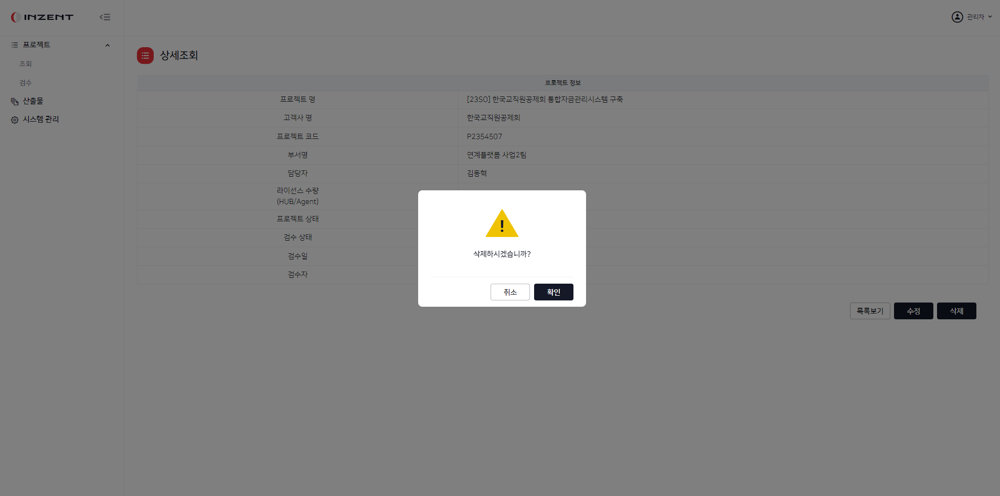 INZENT
관리자
프로젝트
조회
검수
산출물
시스템 관리
상세조회
프로젝트 정보
프로젝트 명 [23SO] 한국교직원공제회 통합자금관리시스템 구축
고객사 명 한국교직원공제회
프로젝트 코드 P2354507
부서명 연계플랫폼 사업2팀
담당자 김동혁
라이선스 수량
(HUB/Agent)
프로젝트 상태
검수 상태
검수일
검수자
!
삭제하시겠습니까?
취소 확인
목록보기 수정 삭제